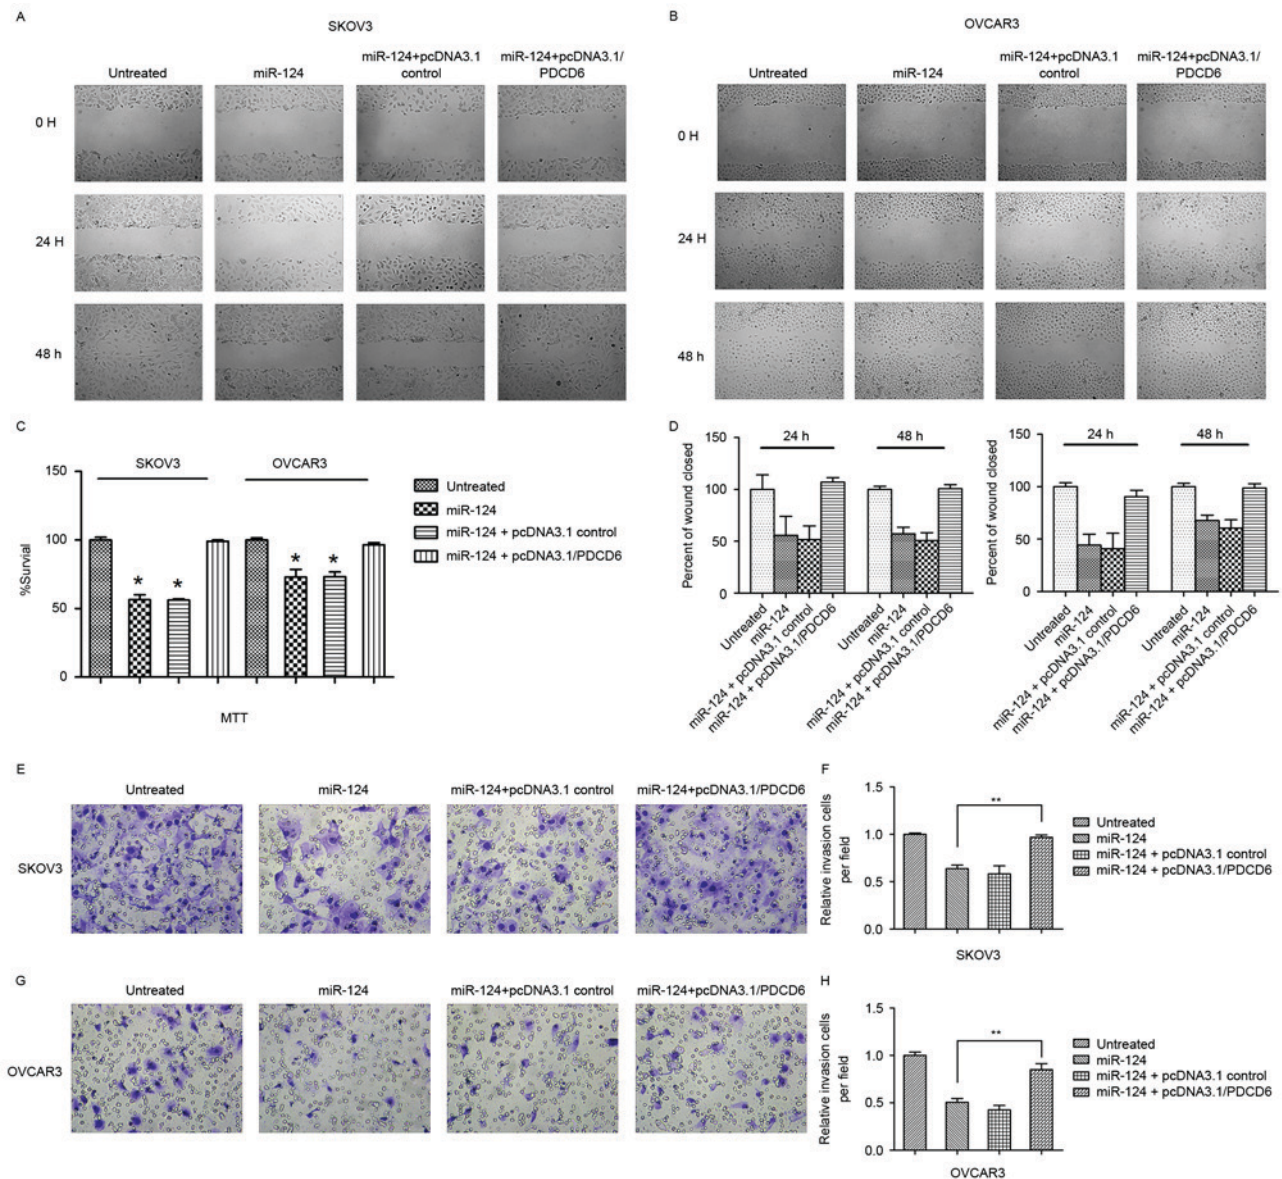 A
SKOV3
Untreated
miR-124
miR-124+pcDNA3.1
control
miR-124+pcDNA3.1/
PDCD6
0 H
24 H
48 h
B
OVCAR3
Untreated
miR-124
miR-124+pcDNA3.1
control
miR-124+pcDNA3.1/
PDCD6
0 H
24 H
48 h
C
SKOV3
OVCAR3
%Survial
150
100
50
0
*
*
*
*
MTT
Untreated
miR-124
miR-124 + pcDNA3.1 control
miR-124 + pcDNA3.1/PDCD6
D
Percent of wound closed
150
100
50
0
24 h
48 h
Untreated
miR-124
miR-124 + pcDNA3.1 control
miR-124 + pcDNA3.1/PDCD6
Untreated
miR-124
miR-124 + pcDNA3.1 control
miR-124 + pcDNA3.1/PDCD6
Percent of wound closed
150
100
50
0
24 h
48 h
Untreated
miR-124
miR-124 + pcDNA3.1 control
miR-124 + pcDNA3.1/PDCD6
Untreated
miR-124
miR-124 + pcDNA3.1 control
miR-124 + pcDNA3.1/PDCD6
E
Untreated
miR-124
miR-124+pcDNA3.1 control
miR-124+pcDNA3.1/PDCD6
SKOV3
F
Relative invasion cells
per field
1.5
1.0
0.5
0.0
**
SKOV3
Untreated
miR-124
miR-124 + pcDNA3.1 control
miR-124 + pcDNA3.1/PDCD6
G
Untreated
miR-124
miR-124+pcDNA3.1 control
miR-124+pcDNA3.1/PDCD6
OVCAR3
H
Relative invasion cells
per field
1.5
1.0
0.5
0.0
**
OVCAR3
Untreated
miR-124
miR-124 + pcDNA3.1 control
miR-124 + pcDNA3.1/PDCD6